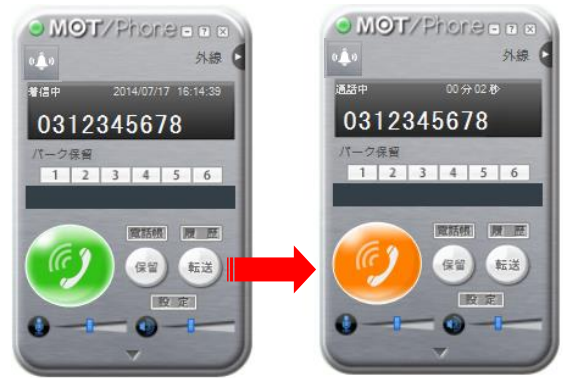 MOT/Phone
外線
着信中 2014/07/17 16:14:39
0312345678
パーク保留
1 2 3 4 5 6
電話帳 履 歴
保留 転送
設 定
MOT/Phone
外線
通話中 00分02秒
0312345678
パーク保留
1 2 3 4 5 6
電話帳 履 歴
保留 転送
設 定